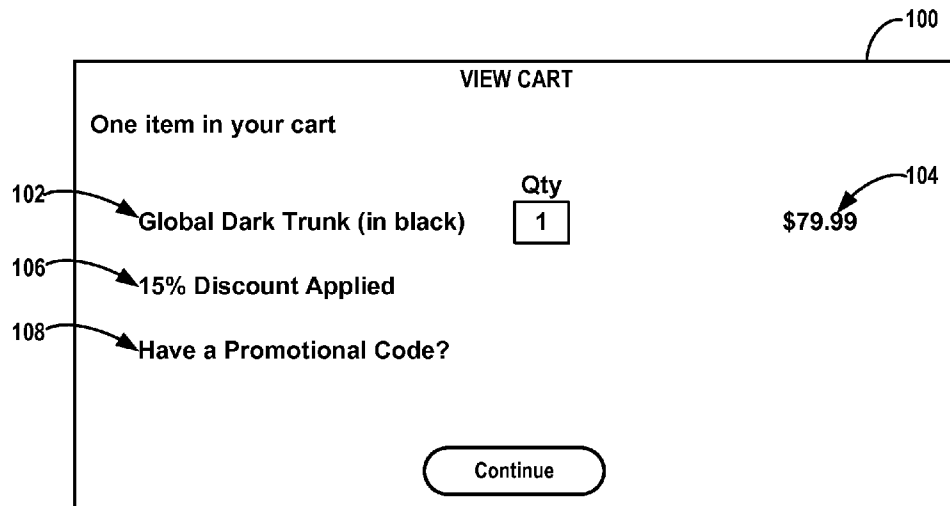 100
VIEW CART
One item in your cart
102
Qty
104
Global Dark Trunk (in black) 1 $79.99
106
15% Discount Applied
108
Have a Promotional Code?
Continue